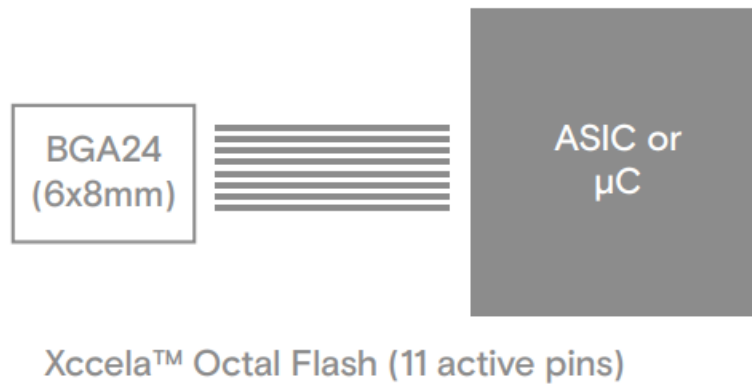 BGA24
(6x8mm)
ASIC or
µC
Xccela™ Octal Flash (11 active pins)